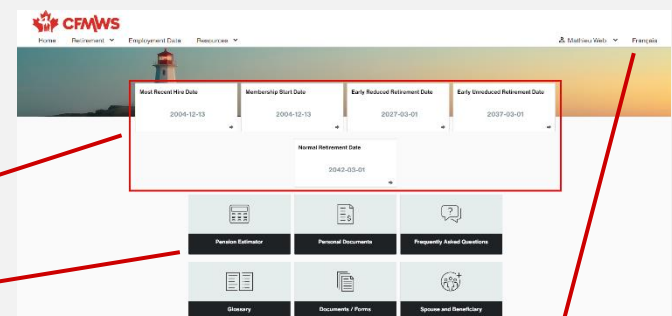 CFMWS
Home Retirement Employment Data Resources Mathieu Web Français
Most Recent Hire Date Membership Start Date Early Reduced Retirement Date Early Unreduced Retirement Date
2004-12-13 2004-12-13 2027-03-01 2037-03-01
Normal Retirement Date
2042-03-01
Pension Estimator Personal Documents Frequently Asked Questions
Glossary Documents / Forms Spouse and Beneficiary